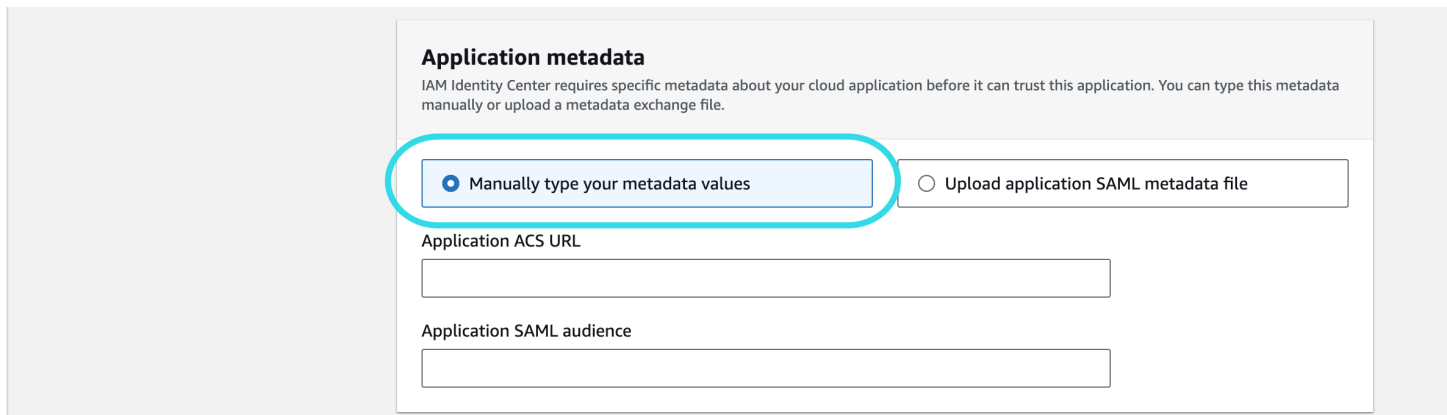 Application metadata
IAM Identity Center requires specific metadata about your cloud application before it can trust this application. You can type this metadata
manually or upload a metadata exchange file.
Manually type your metadata values
Upload application SAML metadata file
Application ACS URL
Application SAML audience